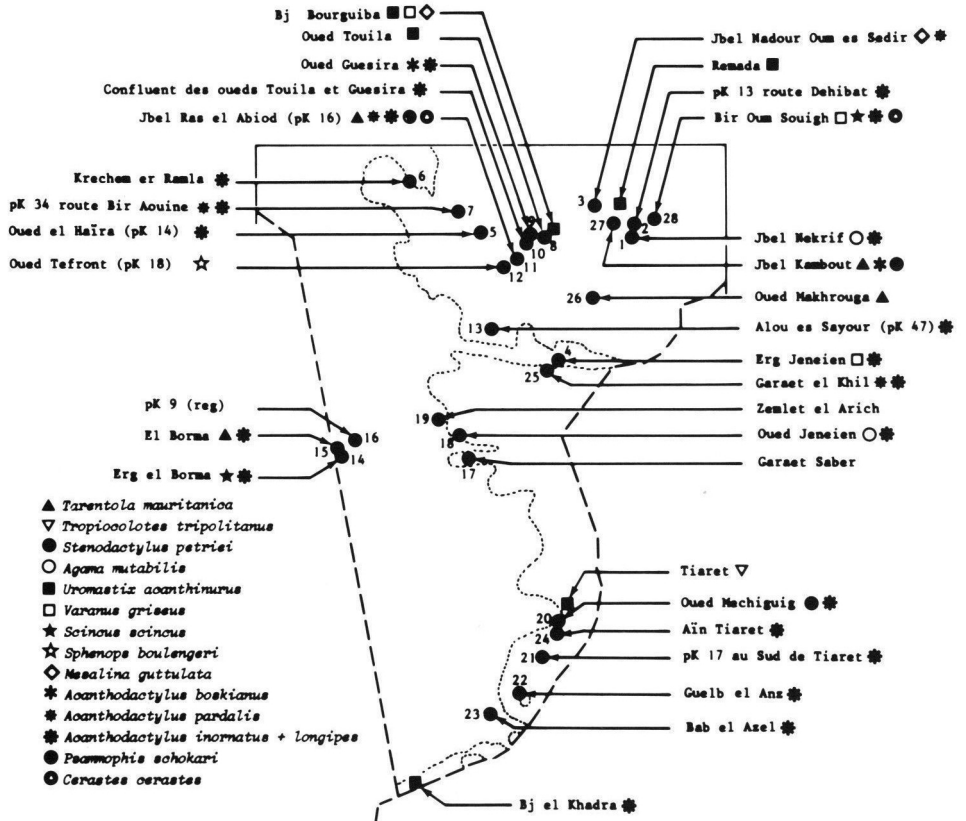 Bj Bourguiba
Oued Touila
Oued Guesira
Confluent des oueds Touila et Guesira
Jbel Ras el Abiod (pK 16)
Krechem er Ramla
pK 34 route Bir Aouine
Oued el Haïra (pK 14)
Oued Tefront (pK 18)
Jbel Nadour Oum es Sedir
Remada
pK 13 route Dehibat
Bir Oum Souigh
Jbel Nekrif
Jbel Kambout
Oued Makhrouga
Alou es Sayour (pK 47)
Erg Jeneien
Garaet el Khil
Zemlet el Arich
Oued Jeneien
Garaet Saber
pK 9 (reg)
El Borma
Erg el Borma
6
7
5
9
8
10
11
12
3
27
2
28
1
26
13
4
25
19
18
17
16
15
14
Tarentola mauritanica
Tropiocolotes tripolitanus
Stenodactylus petriei
Agama mutabilis
Uromastix acanthinurus
Varanus griseus
Scincus scincus
Sphenops boulengeri
Mesalina guttulata
Acanthodactylus boskianus
Acanthodactylus pardalis
Acanthodactylus inornatus + longipes
Psammophis schokari
Cerastes cerastes
Tiaret
Oued Mechiguig
Aïn Tiaret
pK 17 au Sud de Tiaret
Guelb el Anz
Bab el Azel
Bj el Khadra
20
24
21
22
23